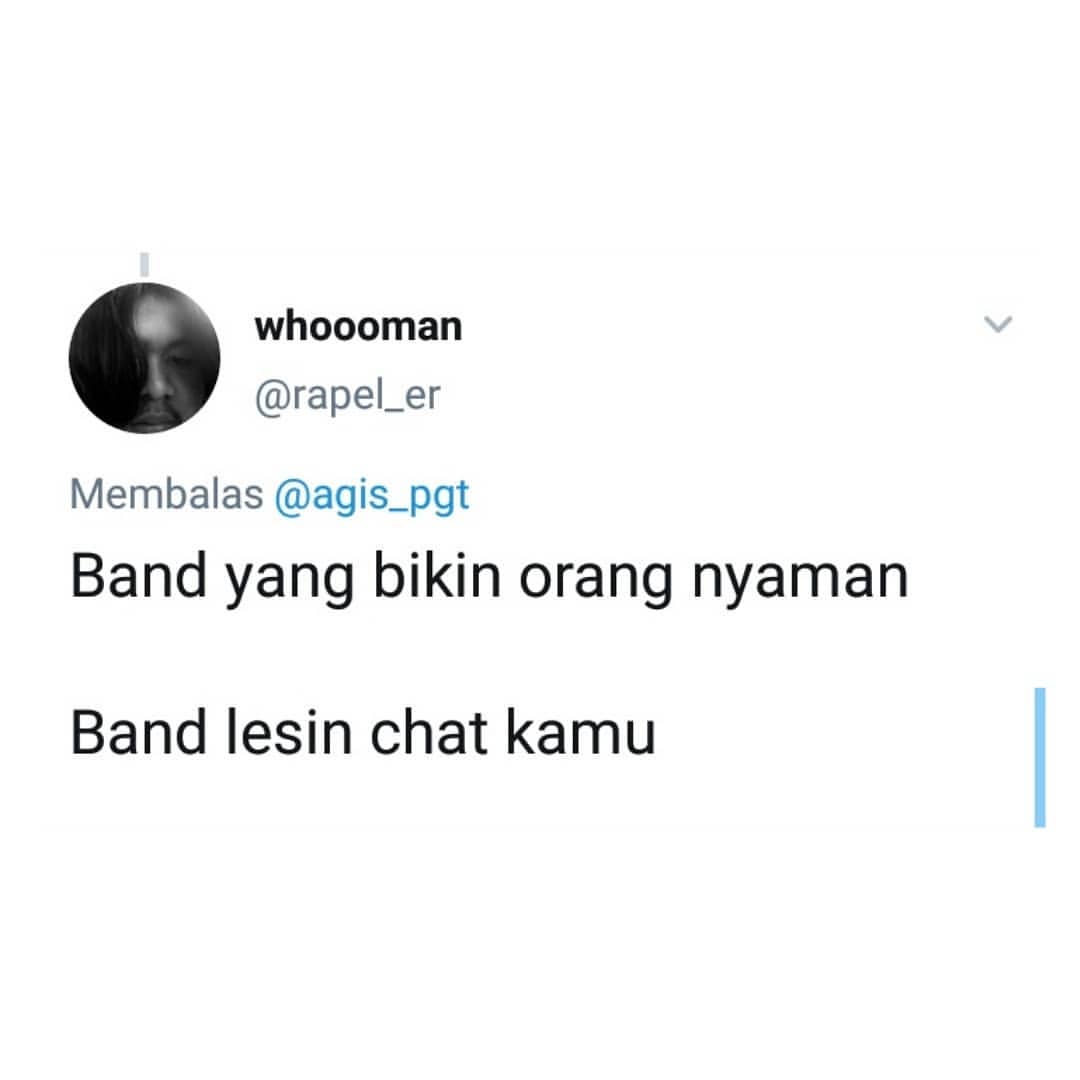 whoooman
@rapel_er
Membalas @agis_pgt
Band yang bikin orang nyaman
Band lesin chat kamu